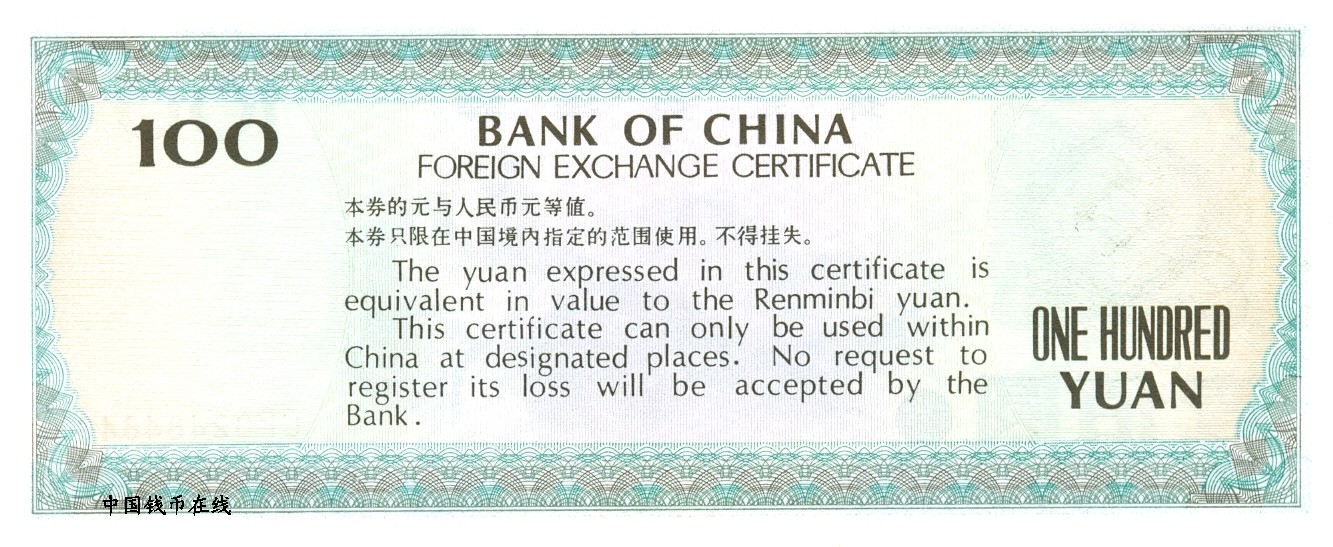 100
BANK OF CHINA
FOREIGN EXCHANGE CERTIFICATE
本券的元与人民币元等值。
本券只限在中国境内指定的范围使用。不得挂失。
The yuan expressed in this certificate is
equivalent in value to the Renminbi yuan.
This certificate can only be used within
China at designated places. No request to
register its loss will be accepted by the
Bank.
ONE HUNDRED
YUAN
中国钱币在线